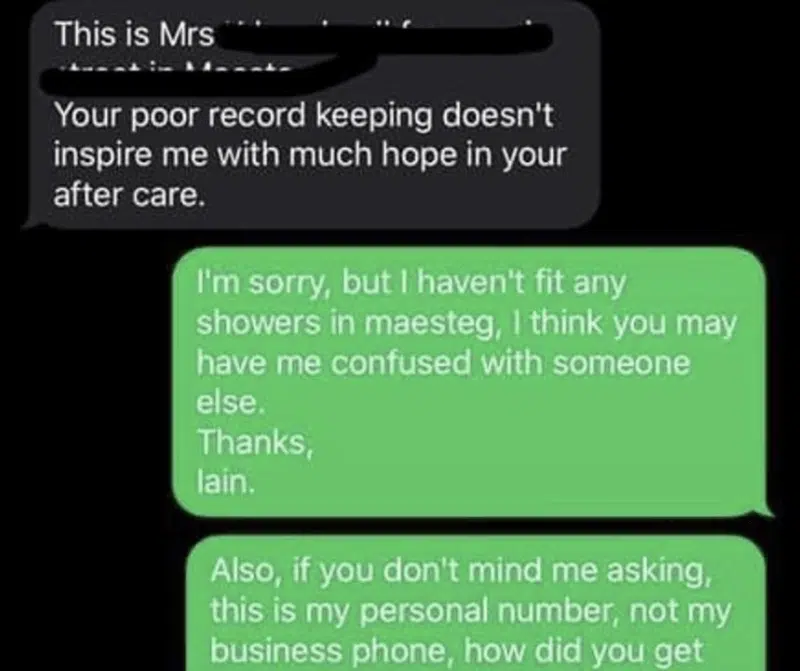 This is Mrs
Your poor record keeping doesn't
inspire me with much hope in your
after care.
I'm sorry, but I haven't fit any
showers in maesteg, I think you may
have me confused with someone
else.
Thanks,
Iain.
Also, if you don't mind me asking,
this is my personal number, not my
business phone, how did you get